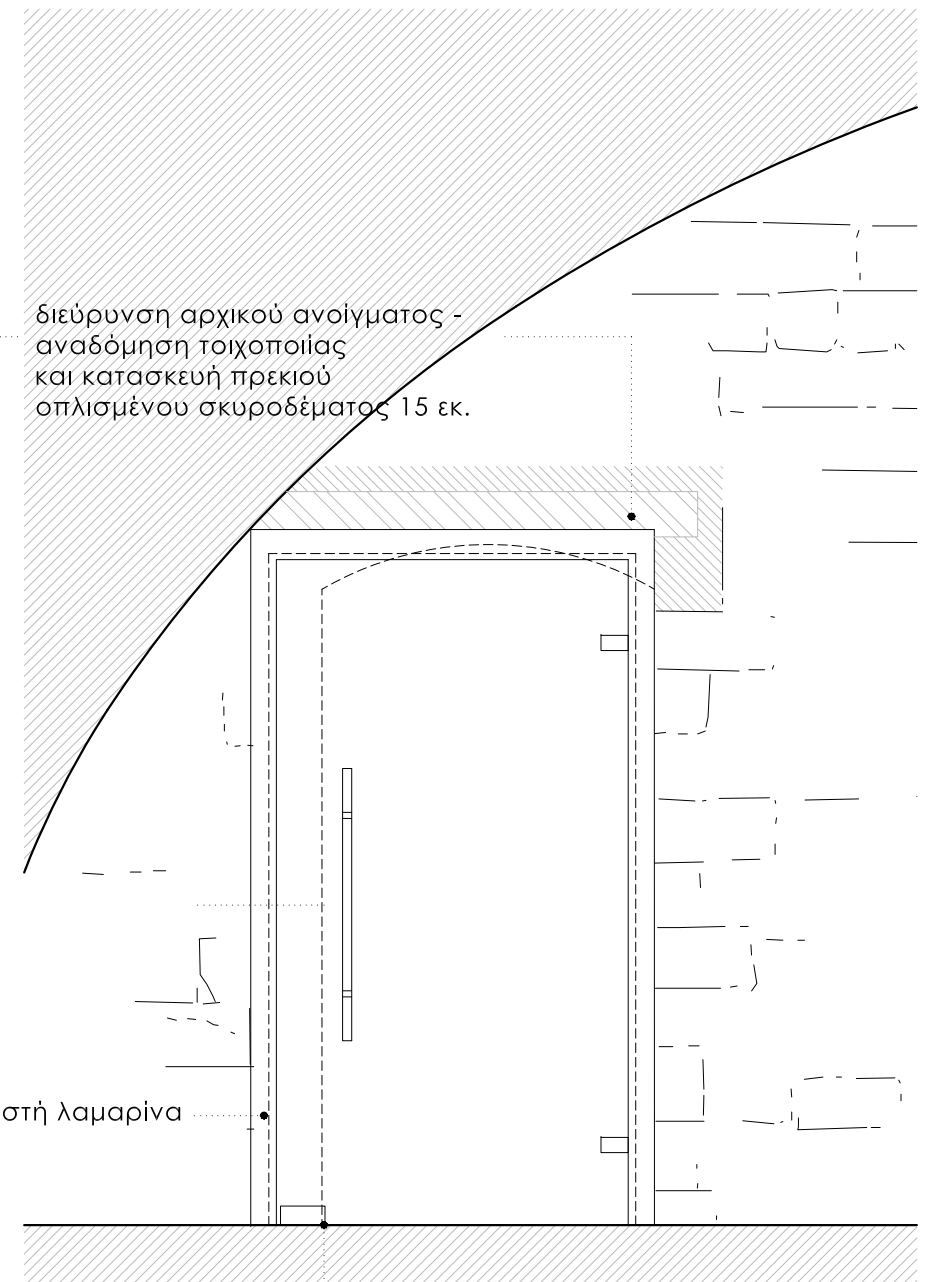 διεύρυνση αρχικού ανοίγματος -
αναδόμηση τοιχοποιίας
και κατασκευή πρεκιού
οπλισμένου σκυροδέματος 15 εκ.
στή λαμαρίνα